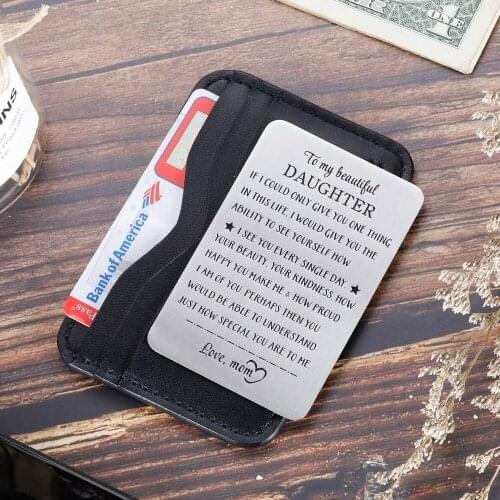 To my beautiful
DAUGHTER
IF I COULD ONLY GIVE YOU ONE THING
IN THIS LIFE, I WOULD GIVE YOU THE
ABILITY TO SEE YOURSELF HOW
I SEE YOU EVERY SINGLE DAY.
YOUR BEAUTY, YOUR KINDNESS, HOW
HAPPY YOU MAKE ME & HOW PROUD
I AM OF YOU PERHAPS THEN YOU
WOULD BE ABLE TO UNDERSTAND
JUST HOW SPECIAL YOU ARE TO ME.
Love, mom
Bank of America
Pass
NNS